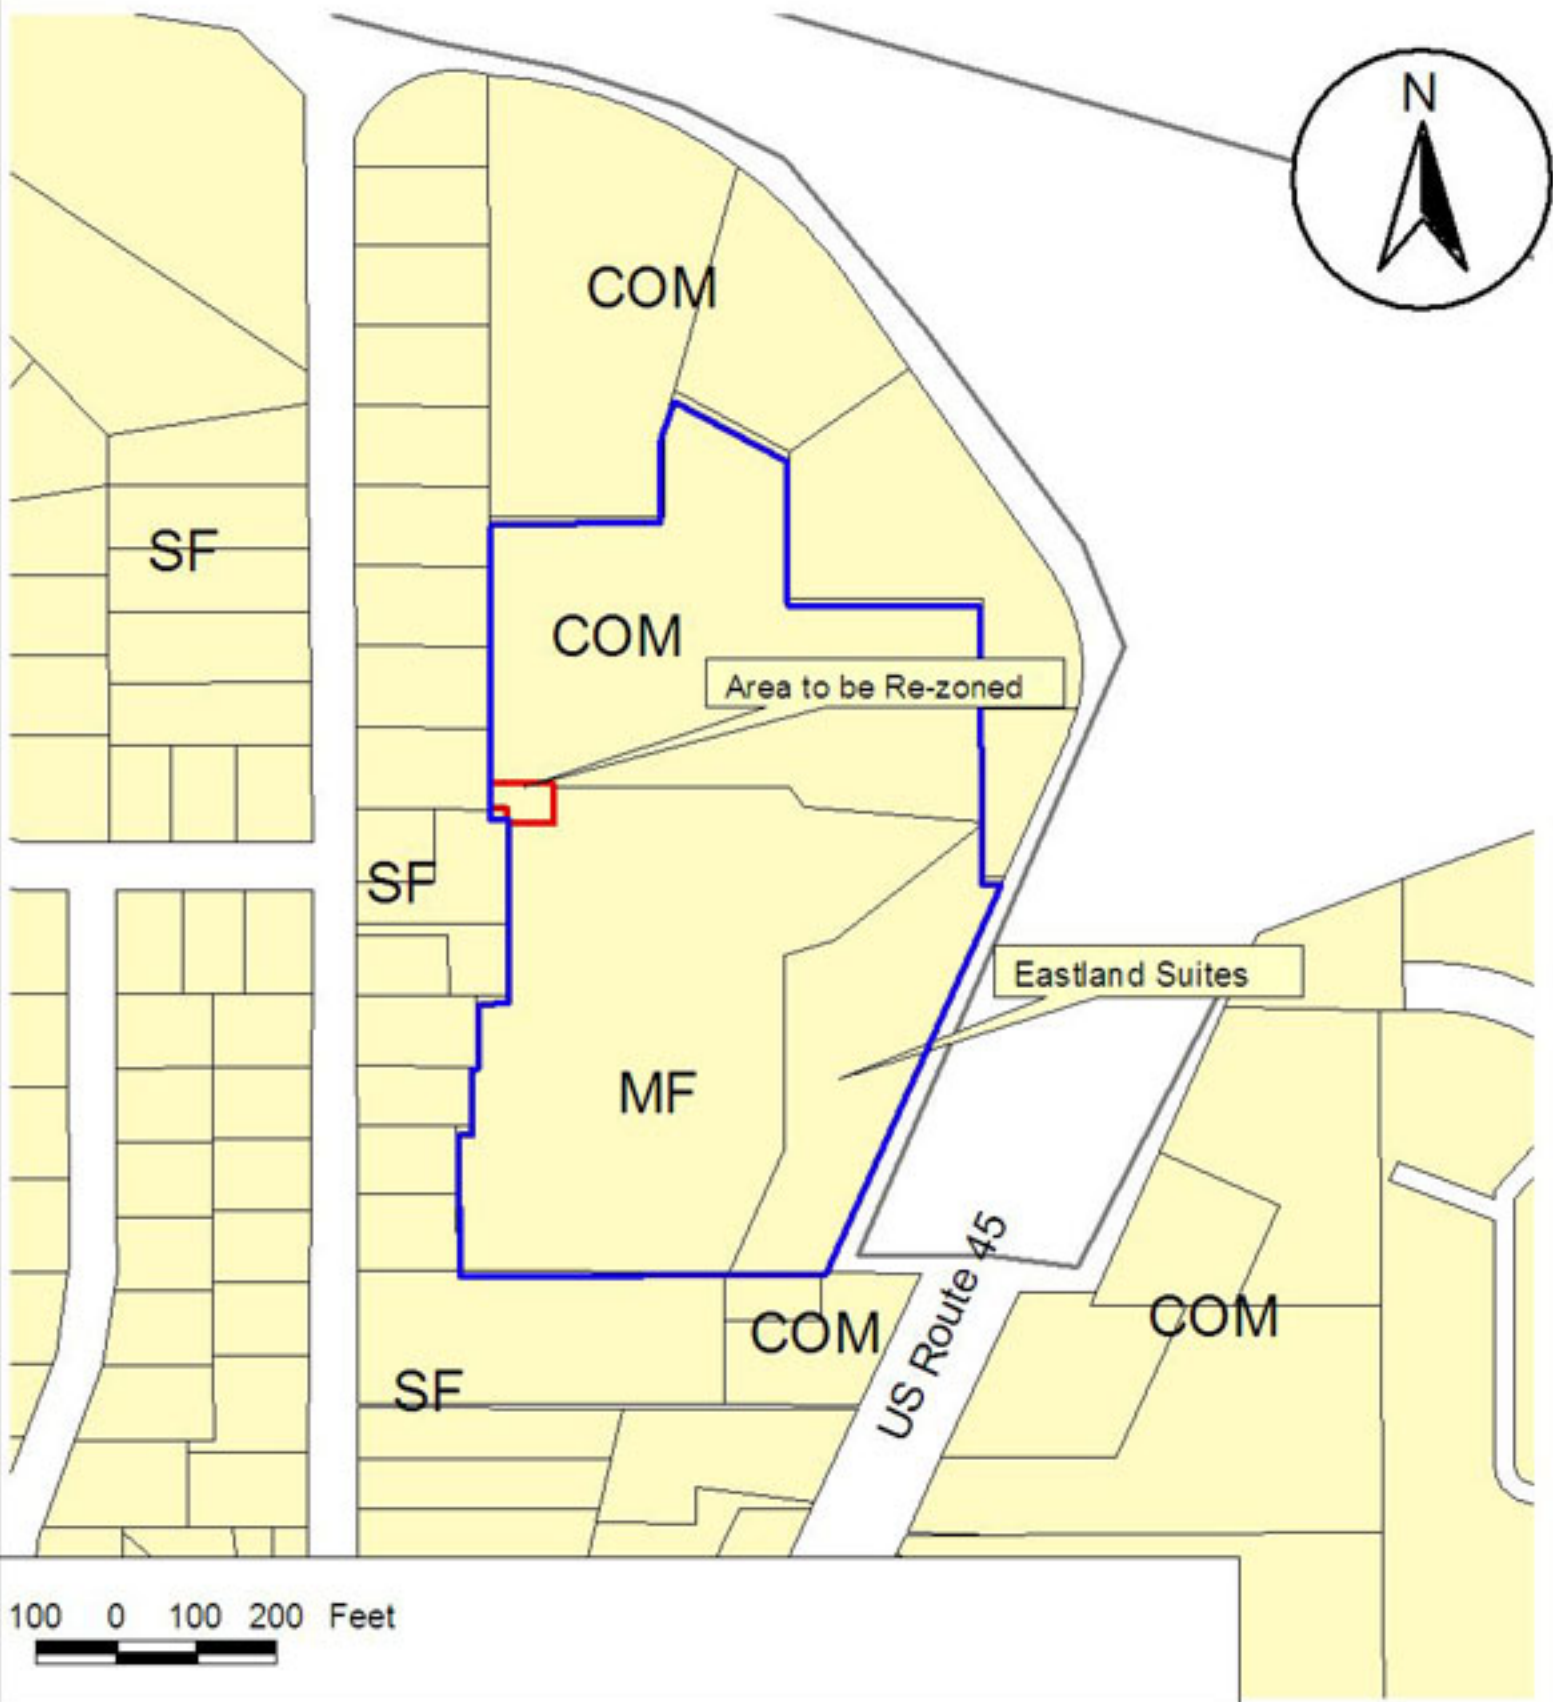 N
COM
SF
COM
Area to be Re-zoned
SF
Eastland Suites
MF
US Route 45
COM
COM
SF
100 0 100 200 Feet